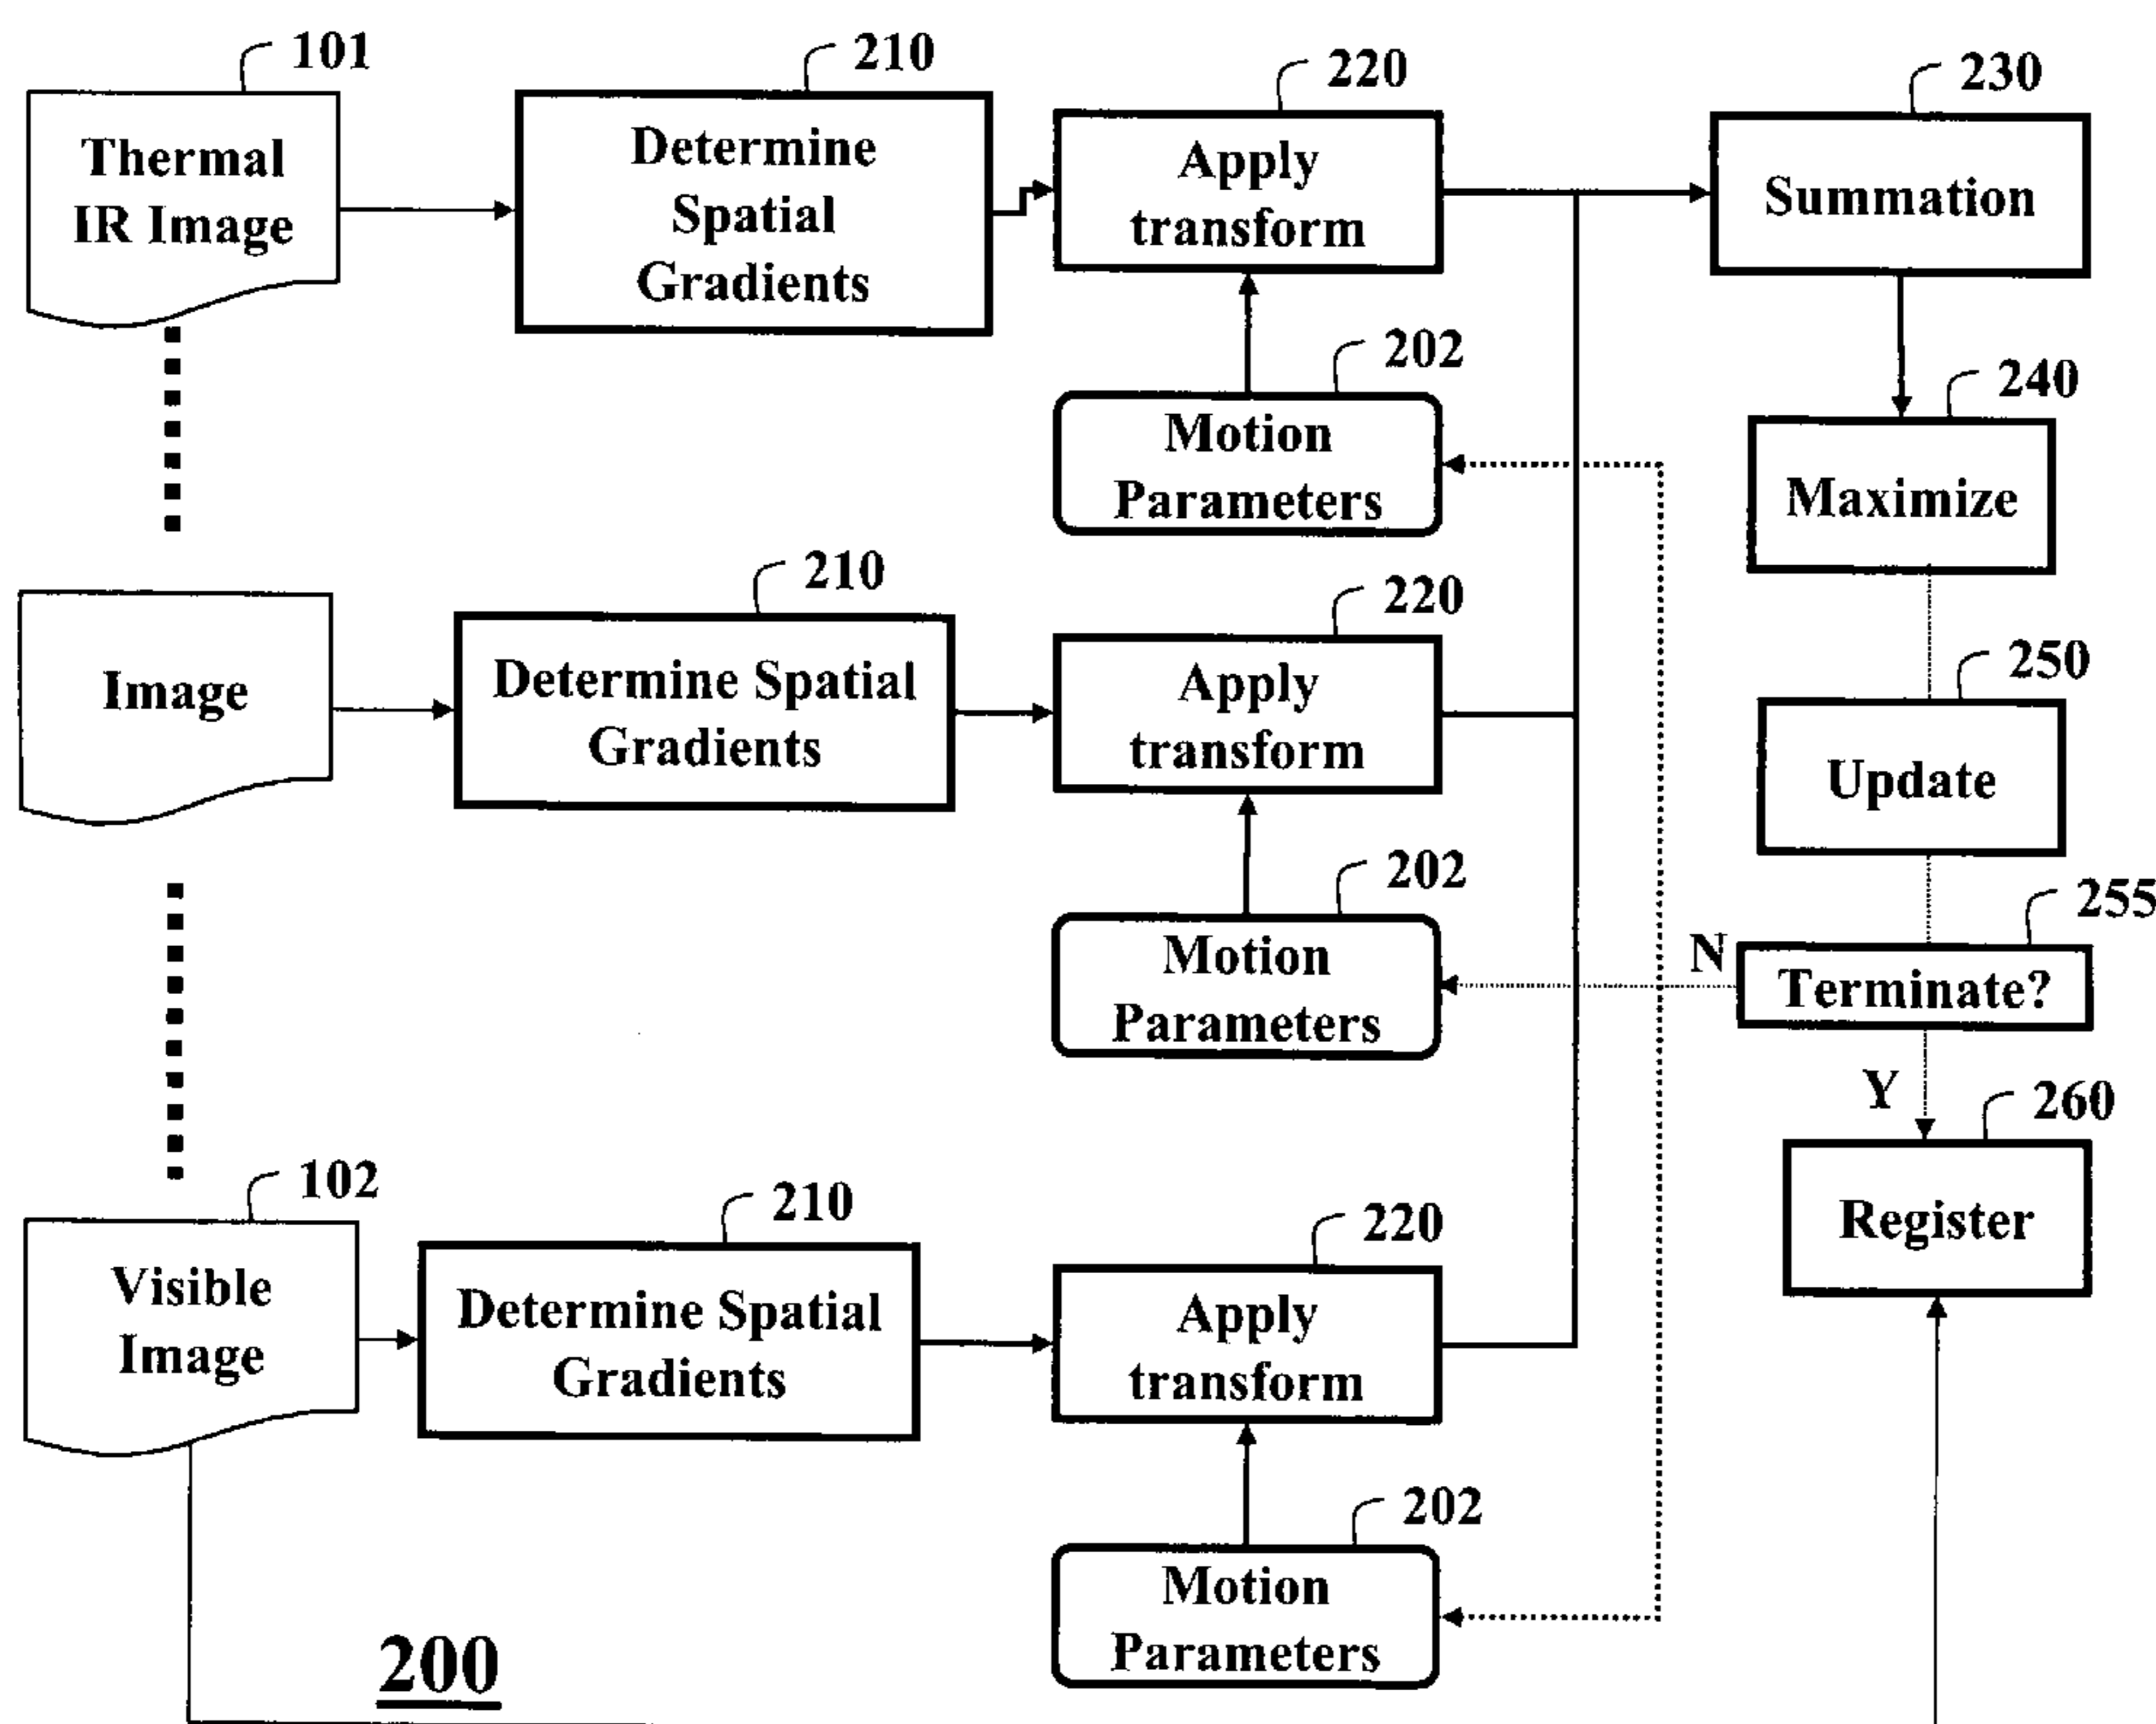 101
210
220
230
Thermal
IR Image
Determine
Spatial
Gradients
Apply
transform
Summation
202
Motion
Parameters
240
Maximize
210
220
250
Image
Determine Spatial
Gradients
Apply
transform
Update
202
Motion
Parameters
255
N
Terminate?
Y
260
Register
102
210
220
Visible
Image
Determine Spatial
Gradients
Apply
transform
202
Motion
Parameters
200